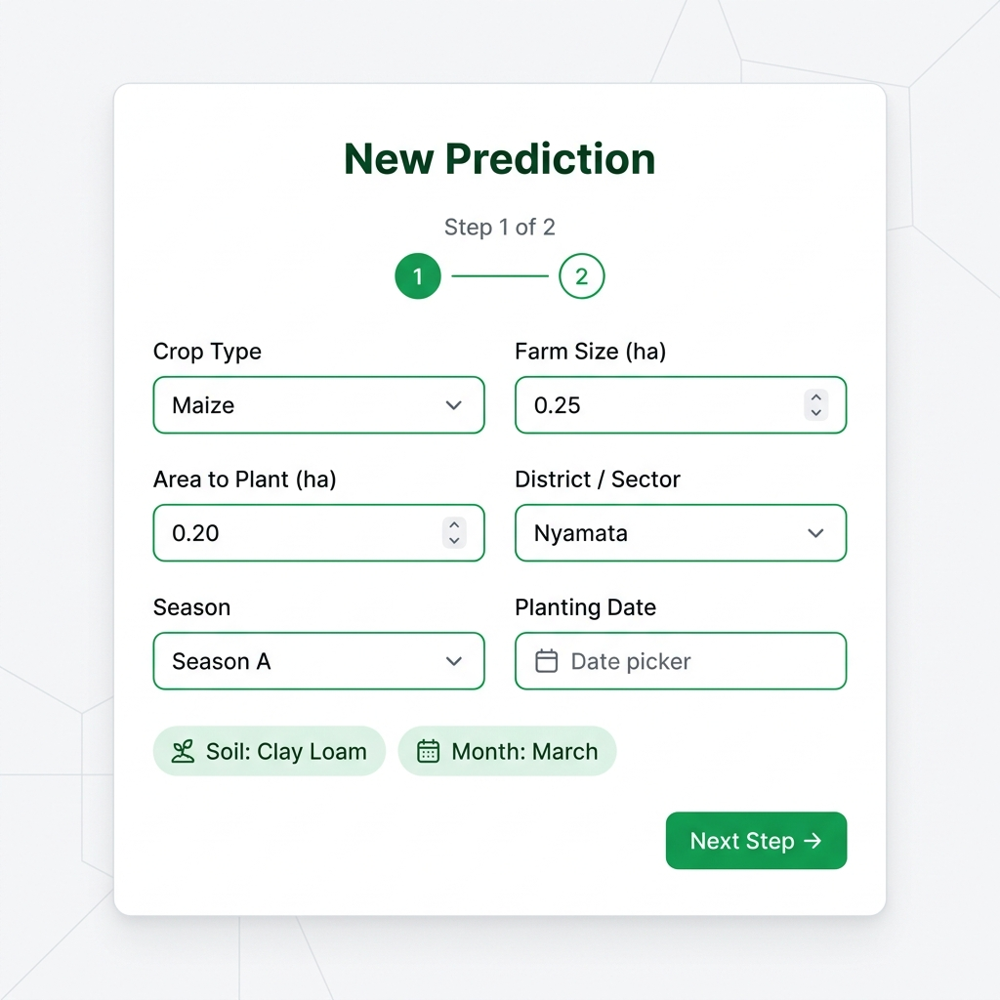 New Prediction
Step 1 of 2
1
2
Crop Type
Farm Size (ha)
Maize
0.25
Area to Plant (ha)
District / Sector
0.20
Nyamata
Season
Planting Date
Season A
Date picker
Soil: Clay Loam
Month: March
Next Step →